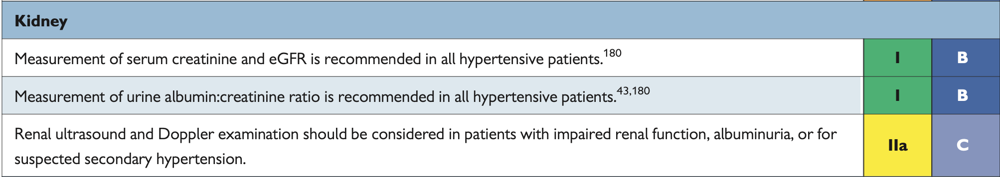 Kidney
Measurement of serum creatinine and eGFR is recommended in all hypertensive patients.180 I B
Measurement of urine albumin:creatinine ratio is recommended in all hypertensive patients.43,180 I B
Renal ultrasound and Doppler examination should be considered in patients with impaired renal function, albuminuria, or for
suspected secondary hypertension. IIa C